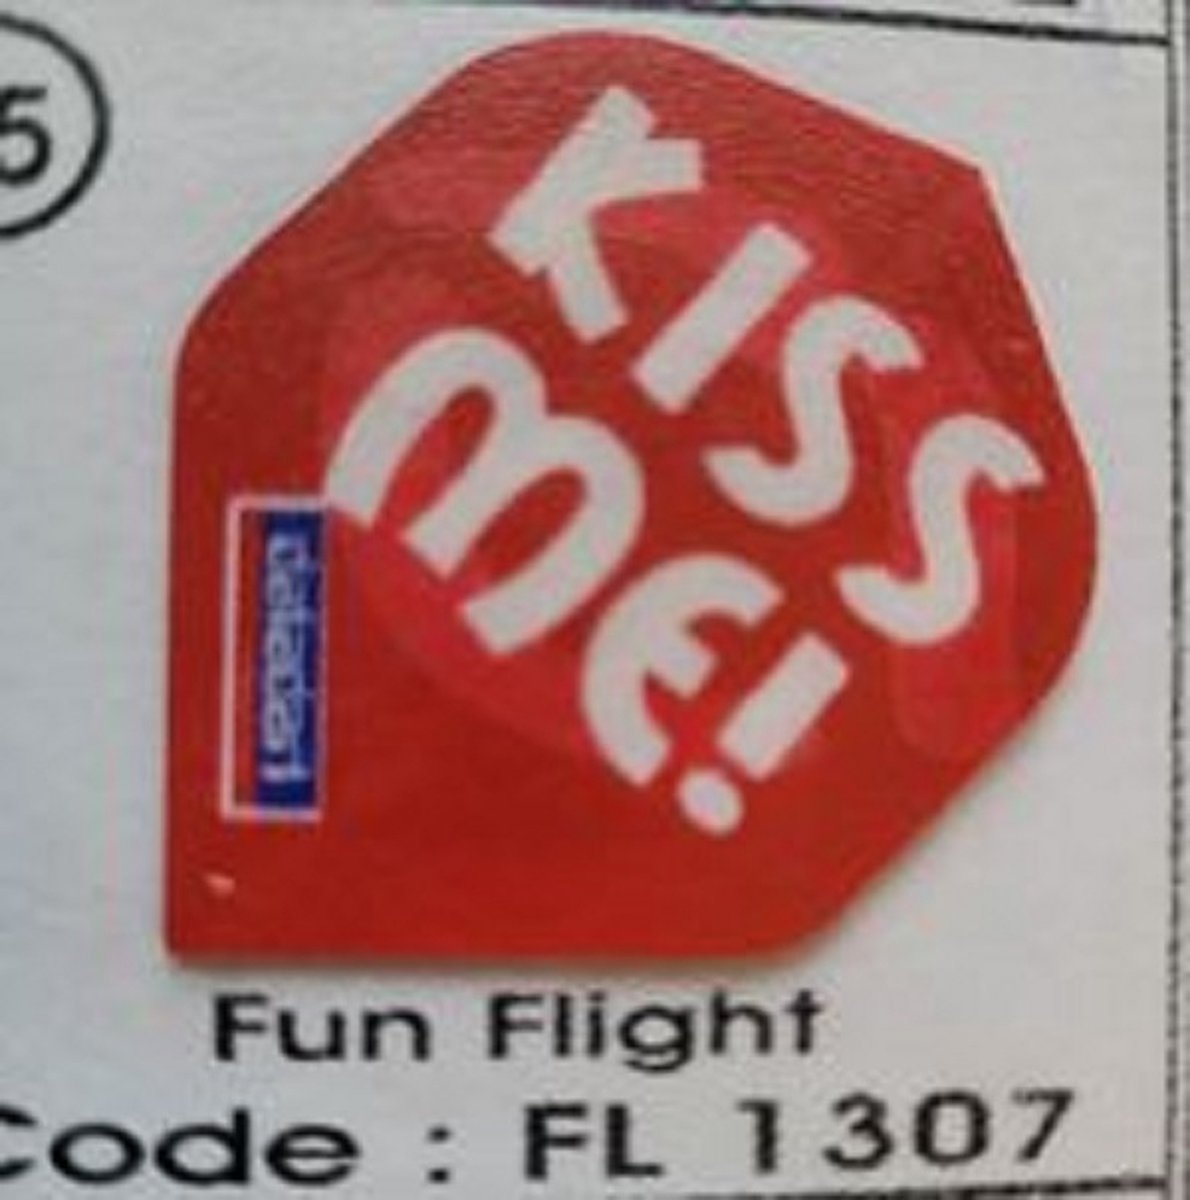 5
KISS
me!
Fun Flight
Code : FL 1307